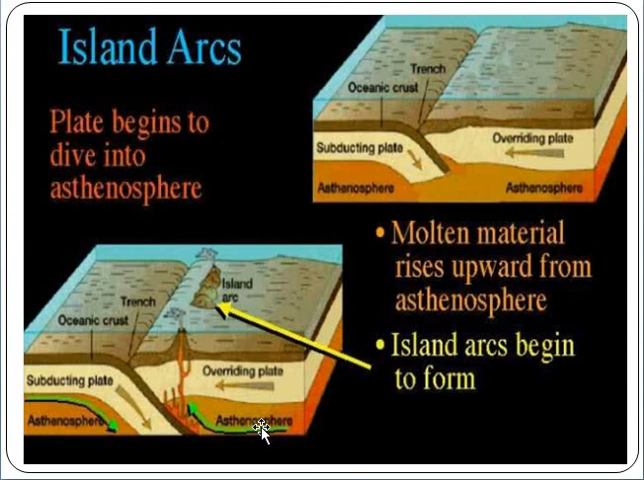 Island Arcs
Plate begins to
dive into
asthenosphere
Trench
Oceanic crust
Subducting plate
Overriding plate
Asthenosphere
Asthenosphere
• Molten material
rises upward from
asthenosphere
• Island arcs begin
to form
Island
arc
Trench
Oceanic crust
Subducting plate
Overriding plate
Asthenosphere
Asthenosphere